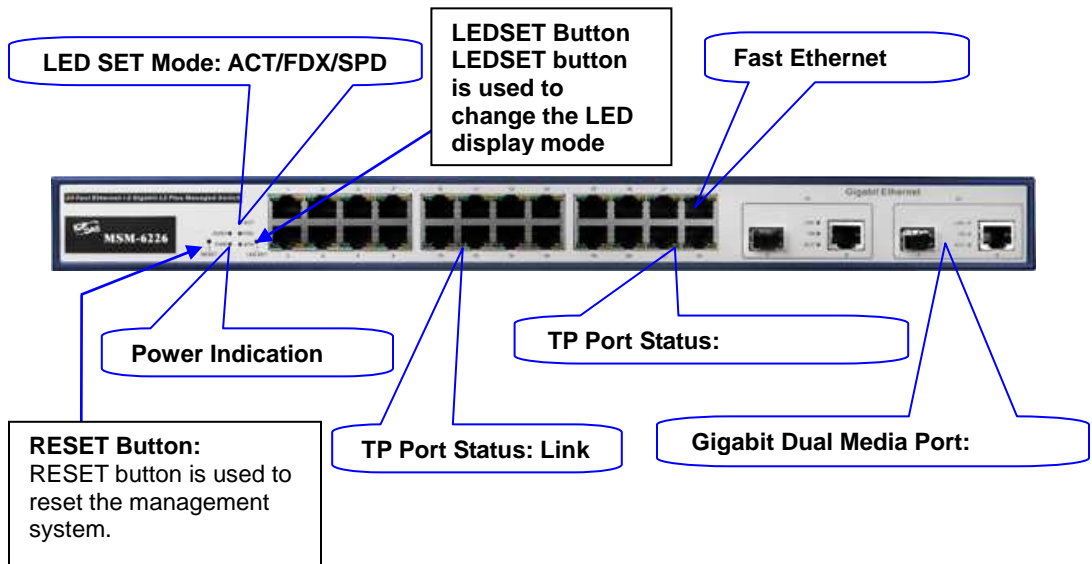 LED SET Mode: ACT/FDX/SPD
LEDSET Button
LEDSET button
is used to
change the LED
display mode
Fast Ethernet
Gigabit Ethernet
MSM-6226
Power Indication
TP Port Status:
RESET Button:
RESET button is used to
reset the management
system.
TP Port Status: Link
Gigabit Dual Media Port: